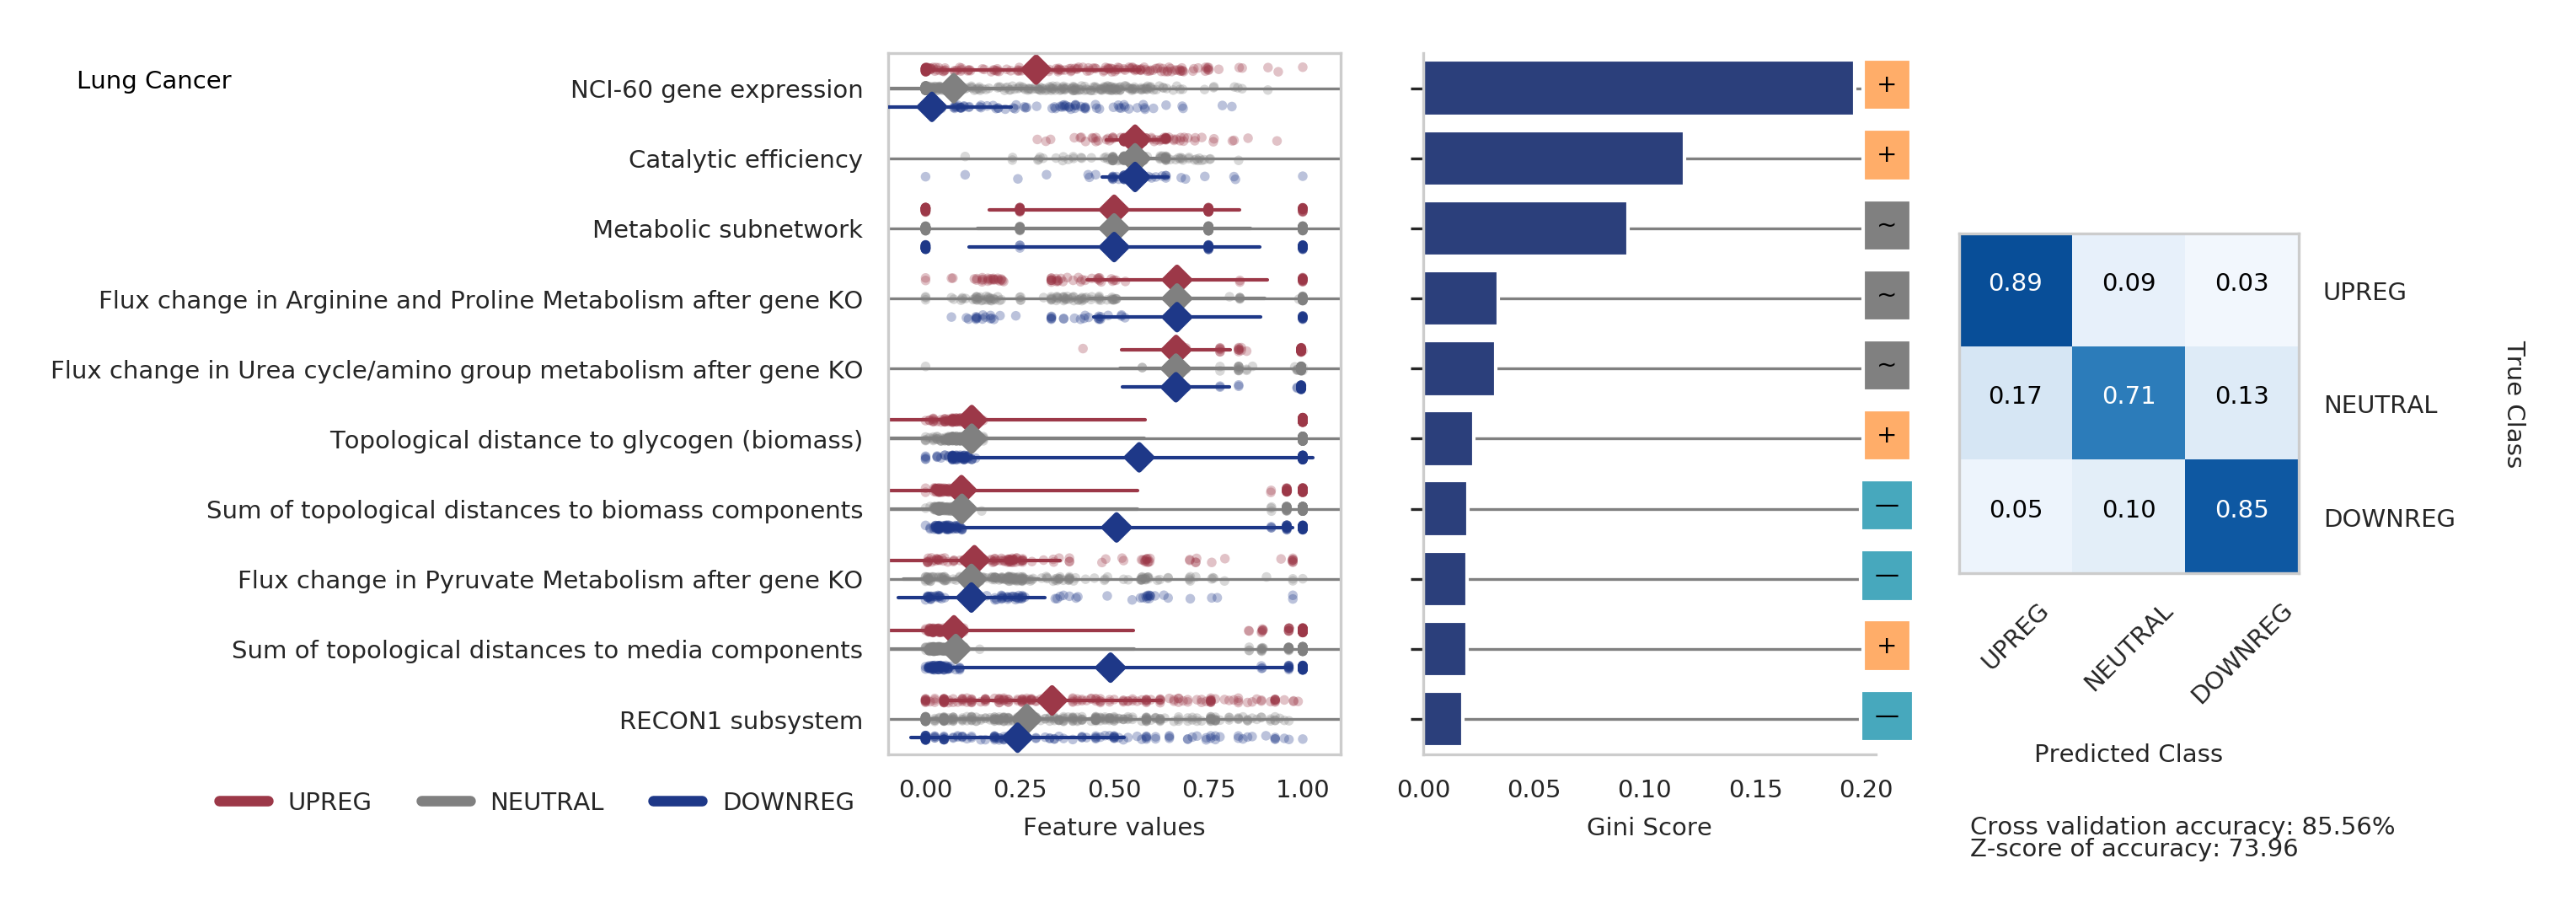 Lung Cancer
NCI-60 gene expression
Catalytic efficiency
Metabolic subnetwork
Flux change in Arginine and Proline Metabolism after gene KO
Flux change in Urea cycle/amino group metabolism after gene KO
Topological distance to glycogen (biomass)
Sum of topological distances to biomass components
Flux change in Pyruvate Metabolism after gene KO
Sum of topological distances to media components
RECON1 subsystem
UPREG NEUTRAL DOWNREG
0.00 0.25 0.50 0.75 1.00
Feature values
+
+
~
~
~
+
—
—
+
—
0.00 0.05 0.10 0.15 0.20
Gini Score
0.89 0.09 0.03 UPREG
0.17 0.71 0.13 NEUTRAL
0.05 0.10 0.85 DOWNREG
True Class
UPREG NEUTRAL DOWNREG
Predicted Class
Cross validation accuracy: 85.56%
Z-score of accuracy: 73.96